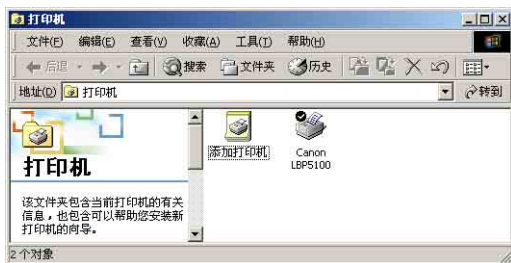 打印机
文件(F) 编辑(E) 查看(V) 收藏(A) 工具(T) 帮助(H)
后退 搜索 文件夹 历史
地址(D) 打印机 转到
打印机
该文件夹包含当前打印机的有关
信息，也包含可以帮助您安装新
打印机的向导。
添加打印机
Canon
LBP5100
2 个对象